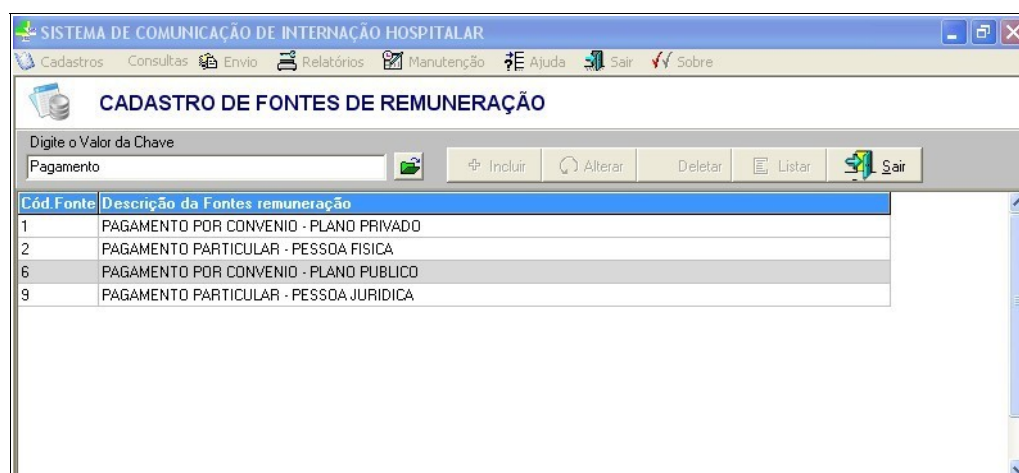 SISTEMA DE COMUNICAÇÃO DE INTERNAÇÃO HOSPITALAR
Cadastros Consultas Envio Relatórios Manutenção Ajuda Sair Sobre
CADASTRO DE FONTES DE REMUNERAÇÃO
Digite o Valor da Chave
Pagamento Incluir Alterar Deletar Listar Sair
Cód.Fonte Descrição da Fontes remuneração
1 PAGAMENTO POR CONVENIO - PLANO PRIVADO
2 PAGAMENTO PARTICULAR - PESSOA FISICA
6 PAGAMENTO POR CONVENIO - PLANO PUBLICO
9 PAGAMENTO PARTICULAR - PESSOA JURIDICA